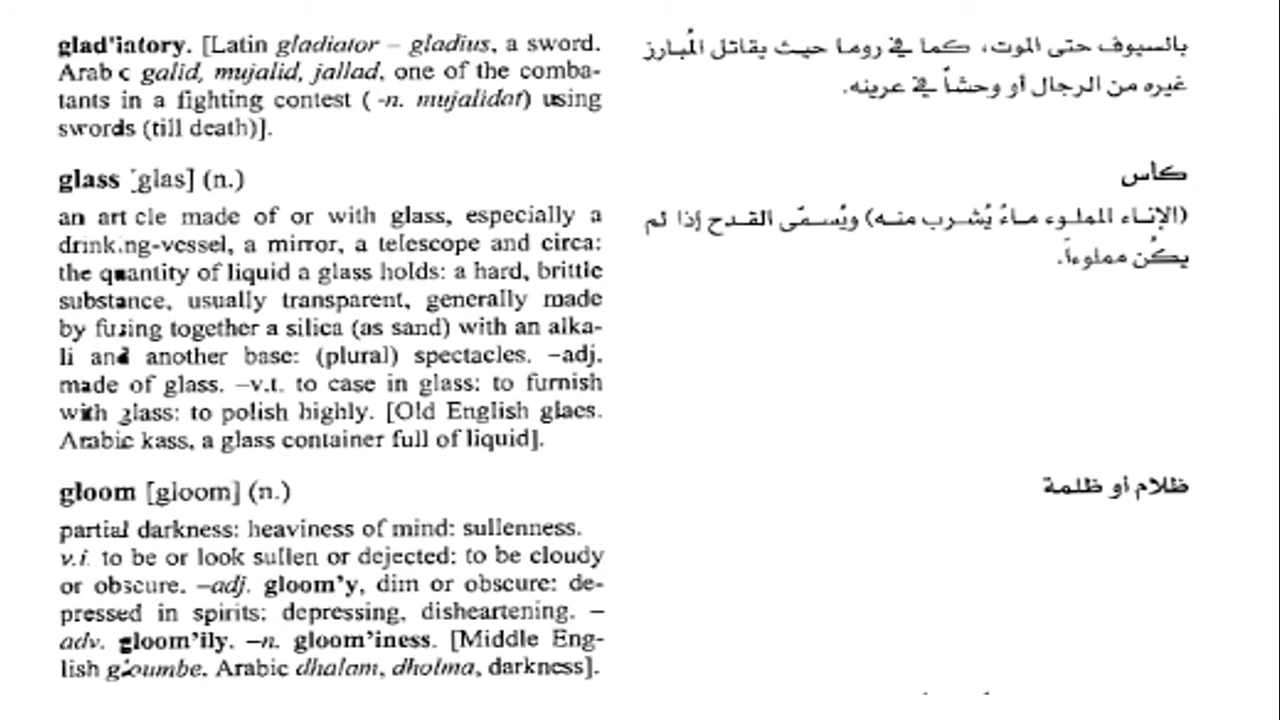 glad'iatory. [Latin gladiator – gladius, a sword.
Arab c galid, mujalid, jallad, one of the comba-
tants in a fighting contest ( -n. mujalidat) using
swords (till death)].
glass [glas] (n.)
an art cle made of or with glass, especially a
drinking-vessel, a mirror, a telescope and circa:
the quantity of liquid a glass holds: a hard, brittle
substance, usually transparent, generally made
by fusing together a silica (as sand) with an alka-
li and another base: (plural) spectacles. –adj.
made of glass. –v.t. to case in glass: to furnish
with glass: to polish highly. [Old English glaes.
Arabic kass, a glass container full of liquid].
gloom [gloom] (n.)
partial darkness: heaviness of mind: sullenness.
v.i. to be or look sullen or dejected: to be cloudy
or obscure. –adj. gloom'y, dim or obscure: de-
pressed in spirits: depressing, disheartening. –
adv. gloom'ily. –n. gloom'iness. [Middle Eng-
lish gloumbe. Arabic dhalam, dholma, darkness].
بالسيوف حتى الموت، كما في روما حيث يقاتل المُبارز
غيره من الرجال أو وحشاً في عرينه.
كأس
(الإناء المملوء ماءً يُشرب منه) ويُسمّى القدح إذا لم
يكُن مملوءاً.
ظلام أو ظلمة